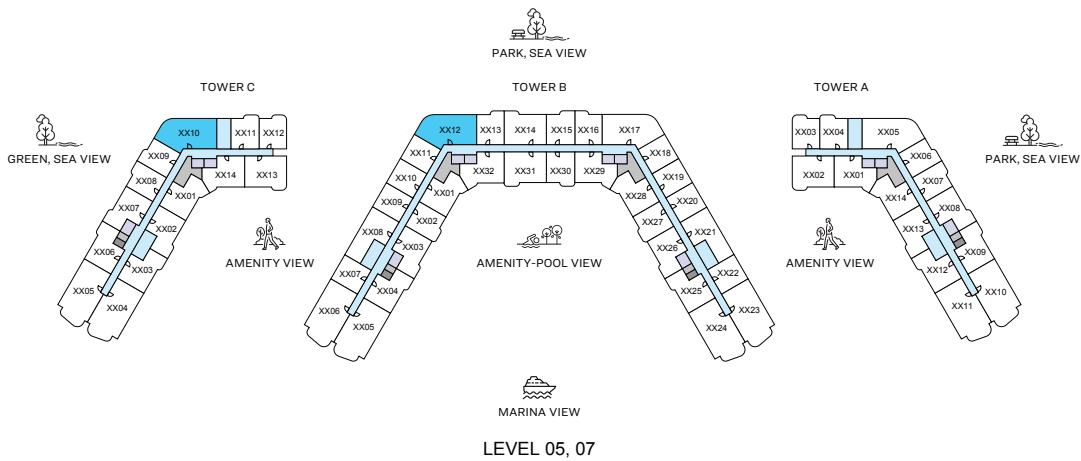 PARK, SEA VIEW
TOWER C
TOWER B
TOWER A
GREEN, SEA VIEW
PARK, SEA VIEW
XX10
XX11
XX12
XX09
XX14
XX13
XX08
XX01
XX07
XX02
XX06
XX03
XX05
XX04
XX12
XX13
XX14
XX15
XX16
XX17
XX11
XX32
XX31
XX30
XX29
XX18
XX10
XX01
XX28
XX19
XX09
XX02
XX27
XX20
XX08
XX03
XX26
XX21
XX07
XX04
XX25
XX22
XX06
XX05
XX24
XX23
XX03
XX04
XX05
XX02
XX01
XX06
XX14
XX07
XX13
XX08
XX12
XX09
XX11
XX10
AMENITY VIEW
AMENITY-POOL VIEW
AMENITY VIEW
MARINA VIEW
LEVEL 05, 07